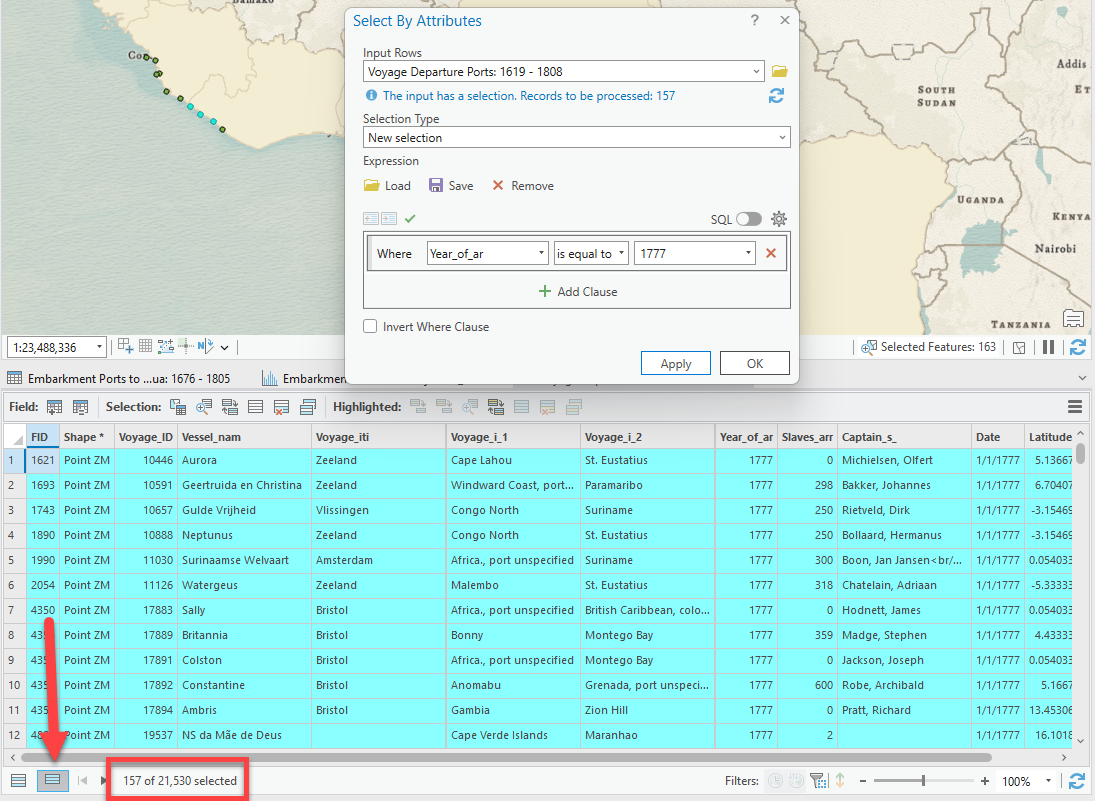 Damako
Select By Attributes
?
Input Rows
Voyage Departure Ports: 1619 - 1808
The input has a selection. Records to be processed: 157
Selection Type
New selection
Expression
Load Save Remove
SQL
Where Year_of_ar is equal to 1777
Add Clause
Invert Where Clause
Apply OK
Addis
ET
SOUTH
SUDAN
UGANDA
KENYA
Nairobi
TANZANIA
1:23,488,336 Selected Features: 163
Embarkment Ports to ...ua: 1676 - 1805 Embarkmen
Field: Selection: Highlighted:
FID Shape * Voyage_ID Vessel_nam Voyage_iti Voyage_i_1 Voyage_i_2 Year_of_ar Slaves_arr Captain_s_ Date Latitude
1 1621 Point ZM 10446 Aurora Zeeland Cape Lahou St. Eustatius 1777 0 Michielsen, Olfert 1/1/1777 5.13667
2 1693 Point ZM 10591 Geertruida en Christina Zeeland Windward Coast, port... Paramaribo 1777 298 Bakker, Johannes 1/1/1777 6.70407
3 1743 Point ZM 10657 Gulde Vrijheid Vlissingen Congo North Suriname 1777 250 Rietveld, Dirk 1/1/1777 -3.15469
4 1890 Point ZM 10888 Neptunus Zeeland Congo North St. Eustatius 1777 250 Bollaard, Hermanus 1/1/1777 -3.15469
5 1990 Point ZM 11030 Surinaamse Welvaart Amsterdam Africa., port unspecified Suriname 1777 300 Boon, Jan Jansen<br/... 1/1/1777 0.054033
6 2054 Point ZM 11126 Watergeus Zeeland Malembo St. Eustatius 1777 318 Chatelain, Adriaan 1/1/1777 -5.33333
7 4350 Point ZM 17883 Sally Bristol Africa., port unspecified British Caribbean, colo... 1777 0 Hodnett, James 1/1/1777 0.054033
8 435 Point ZM 17889 Britannia Bristol Bonny Montego Bay 1777 359 Madge, Stephen 1/1/1777 4.43333
9 435 Point ZM 17891 Colston Bristol Africa., port unspecified Montego Bay 1777 0 Jackson, Joseph 1/1/1777 0.054033
10 435 Point ZM 17892 Constantine Bristol Anomabu Grenada, port unspeci... 1777 600 Robe, Archibald 1/1/1777 5.1667
11 435 Point ZM 17894 Ambris Bristol Gambia Zion Hill 1777 0 Pratt, Richard 1/1/1777 13.45306
12 Point ZM 19537 NS da Mãe de Deus Cape Verde Islands Maranhao 1777 2 1/1/1777 16.1018
157 of 21,530 selected Filters: 100%